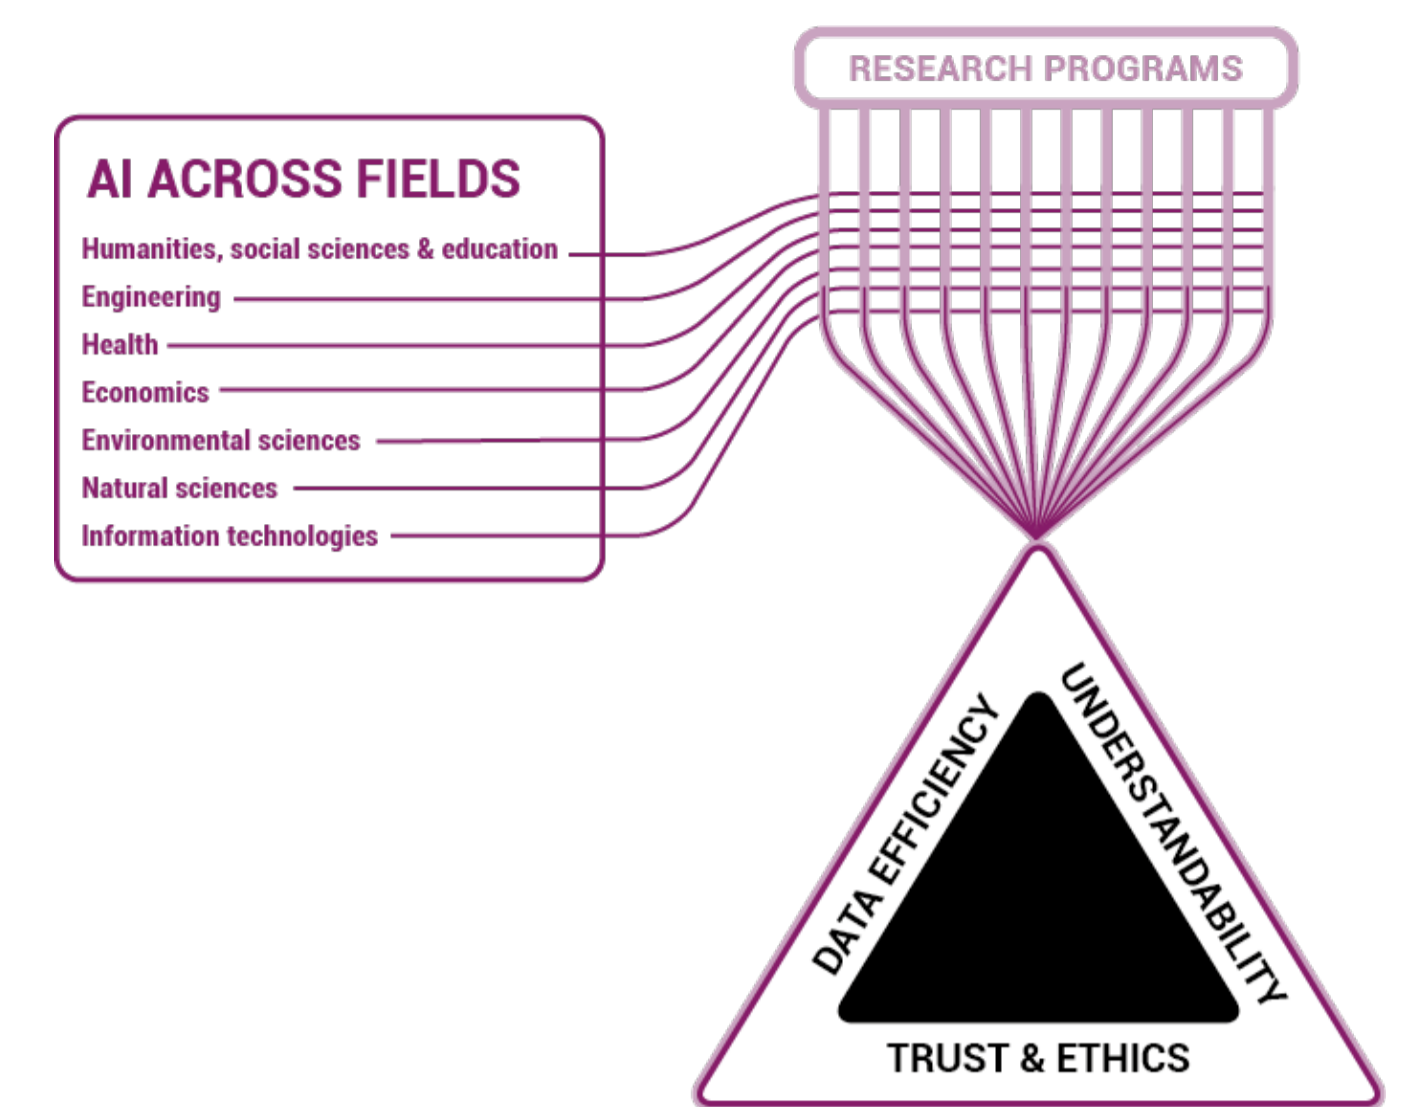 RESEARCH PROGRAMS
AI ACROSS FIELDS
Humanities, social sciences & education
Engineering
Health
Economics
Environmental sciences
Natural sciences
Information technologies
DATA EFFICIENCY
UNDERSTANDABILITY
TRUST & ETHICS